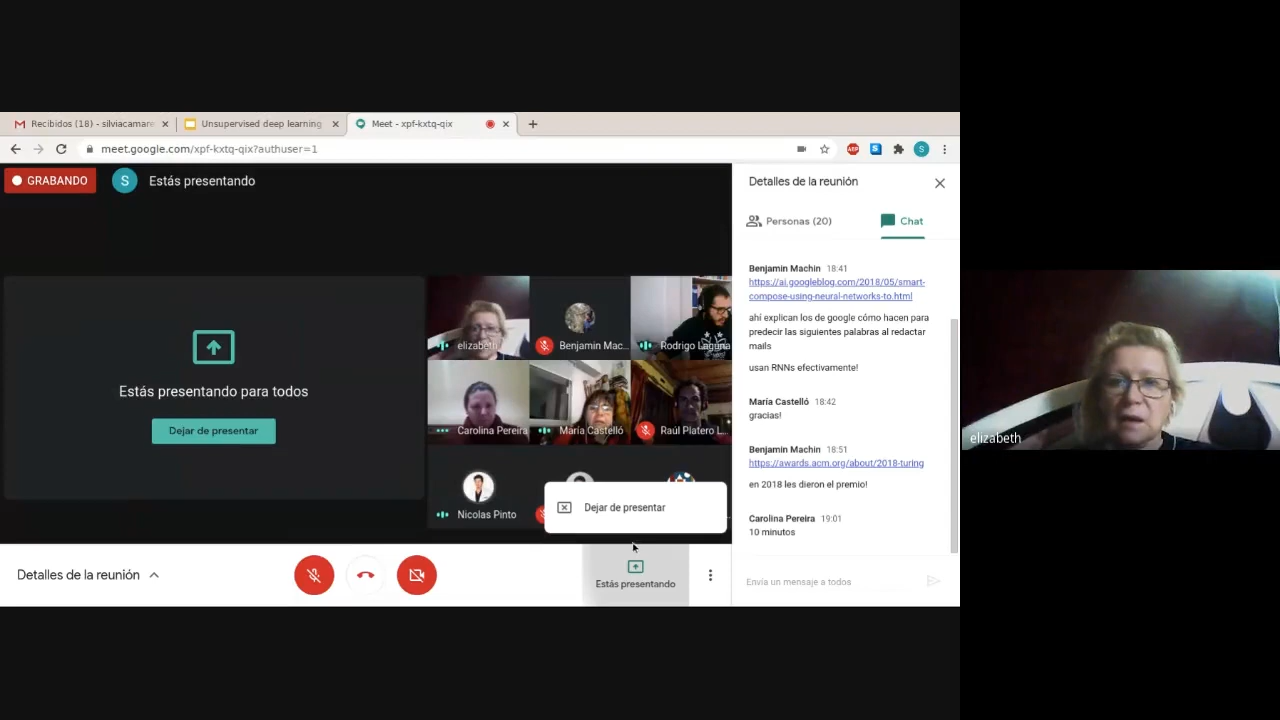 Recibidos (18) - silviacamare
Unsupervised deep learning
Meet - xpf-kxtq-qix
meet.google.com/xpf-kxtq-qix?authuser=1
ABP
S
S
GRABANDO
S
Estás presentando
Detalles de la reunión
Personas (20)
Chat
Benjamin Machin 18:41
https://ai.googleblog.com/2018/05/smart-
compose-using-neural-networks-to.html
ahí explican los de google cómo hacen para
predecir las siguientes palabras al redactar
mails
usan RNNs efectivamente!
María Castelló 18:42
gracias!
Benjamin Machin 18:51
https://awards.acm.org/about/2018-turing
en 2018 les dieron el premio!
Carolina Pereira 19:01
10 minutos
Envía un mensaje a todos
Estás presentando para todos
Dejar de presentar
elizabeth
Benjamin Mac...
Rodrigo Laguna
Carolina Pereira
María Castelló
Raúl Platero L...
Nicolas Pinto
Dejar de presentar
Detalles de la reunión
Estás presentando
elizabeth